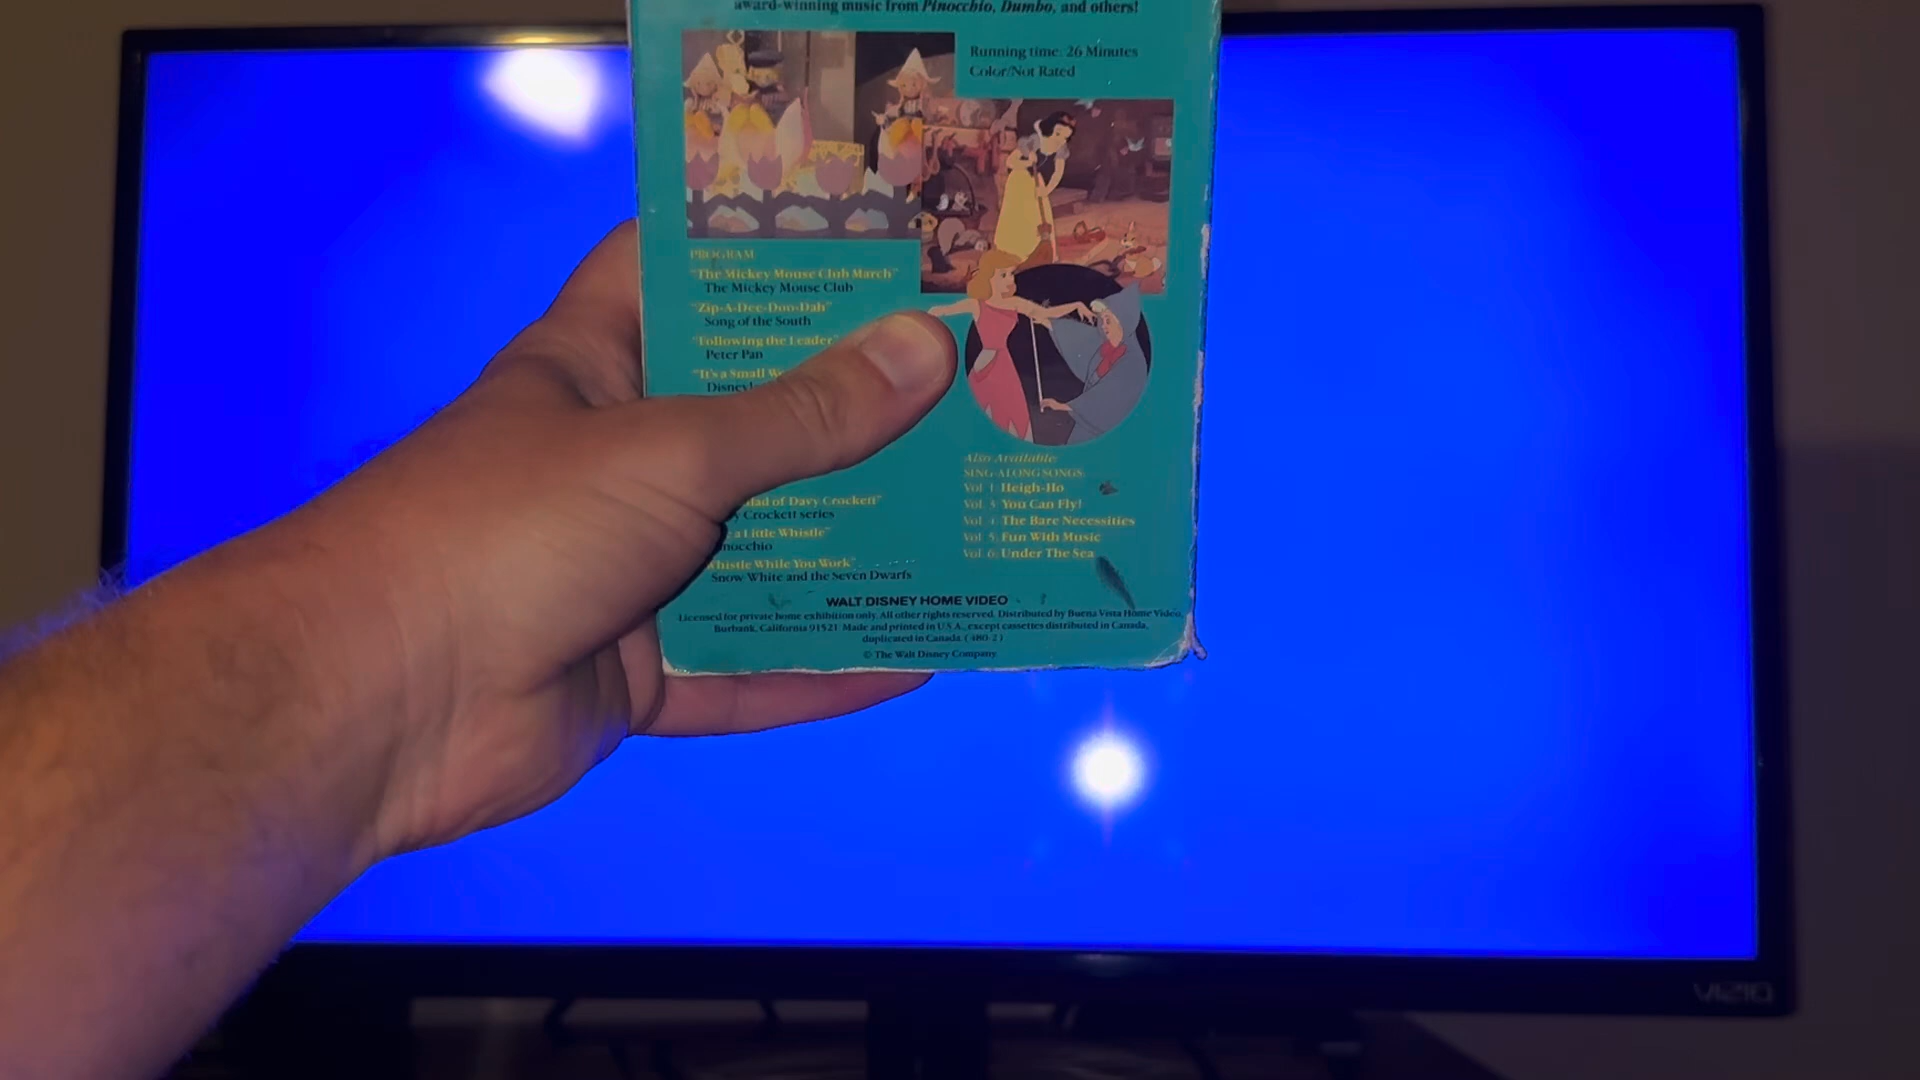 award-winning music from Pinocchio, Dumbo, and others!
Running time: 26 Minutes
Color/Not Rated
PROGRAM
"The Mickey Mouse Club March"
The Mickey Mouse Club
"Zip-A-Dee-Doo-Dah"
Song of the South
"Following the Leader"
Peter Pan
"It's a Small
of Davy Crockett"
Crockett series
a Little Whistle"
Whistle While You Work"
Snow White and the Seven Dwarfs
Also Available:
SING ALONG SONGS
Vol. 1: Heigh-Ho
Vol. 3: You Can Fly!
Vol. 4: The Bare Necessities
Vol. 5: Fun With Music
Vol. 6: Under The Sea
WALT DISNEY HOME VIDEO
Licensed for private home exhibition only. All other rights reserved. Distributed by Buena Vista Home Video,
Burbank, California 91521. Made and printed in U.S.A., except cassettes distributed in Canada,
duplicated in Canada. (480-2)
© The Walt Disney Company
VIZIO